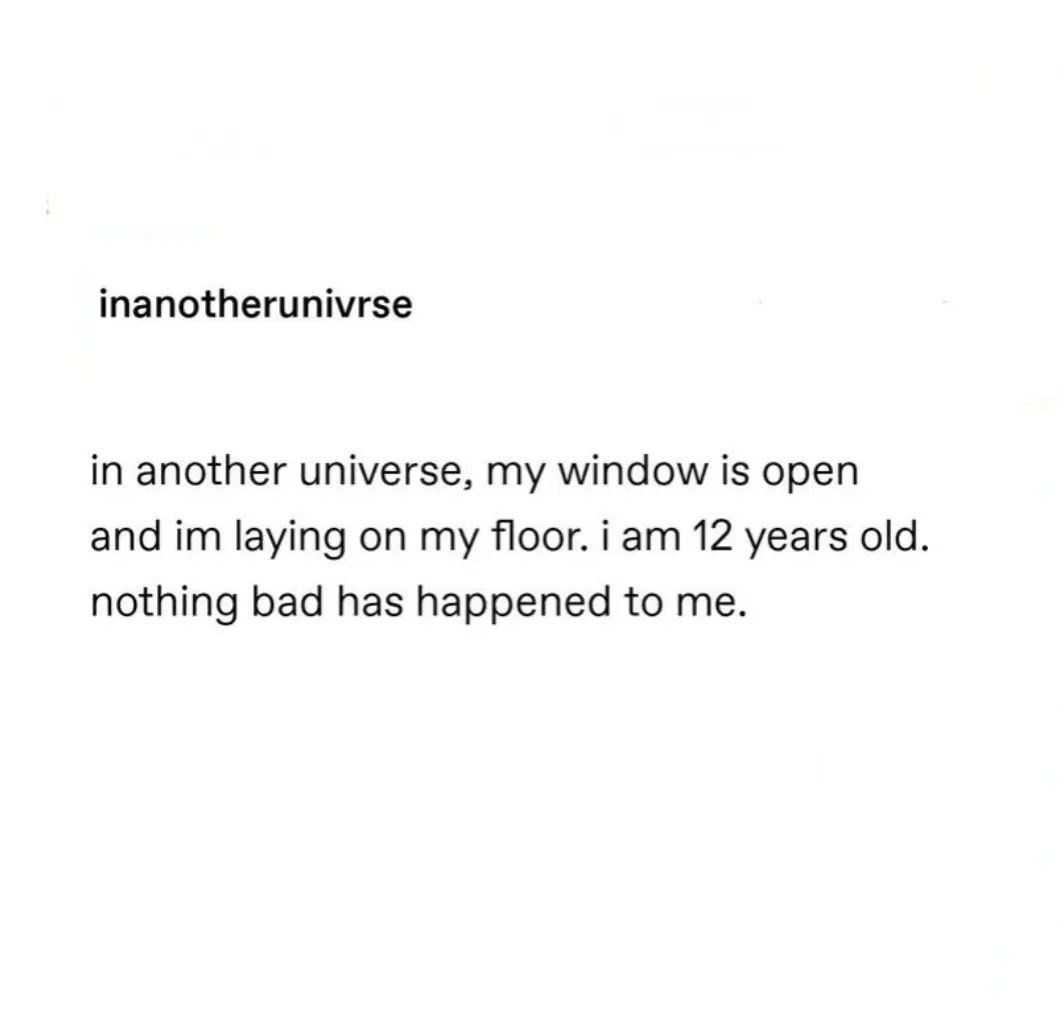 inanotherunivrse
in another universe, my window is open
and im laying on my floor. i am 12 years old.
nothing bad has happened to me.